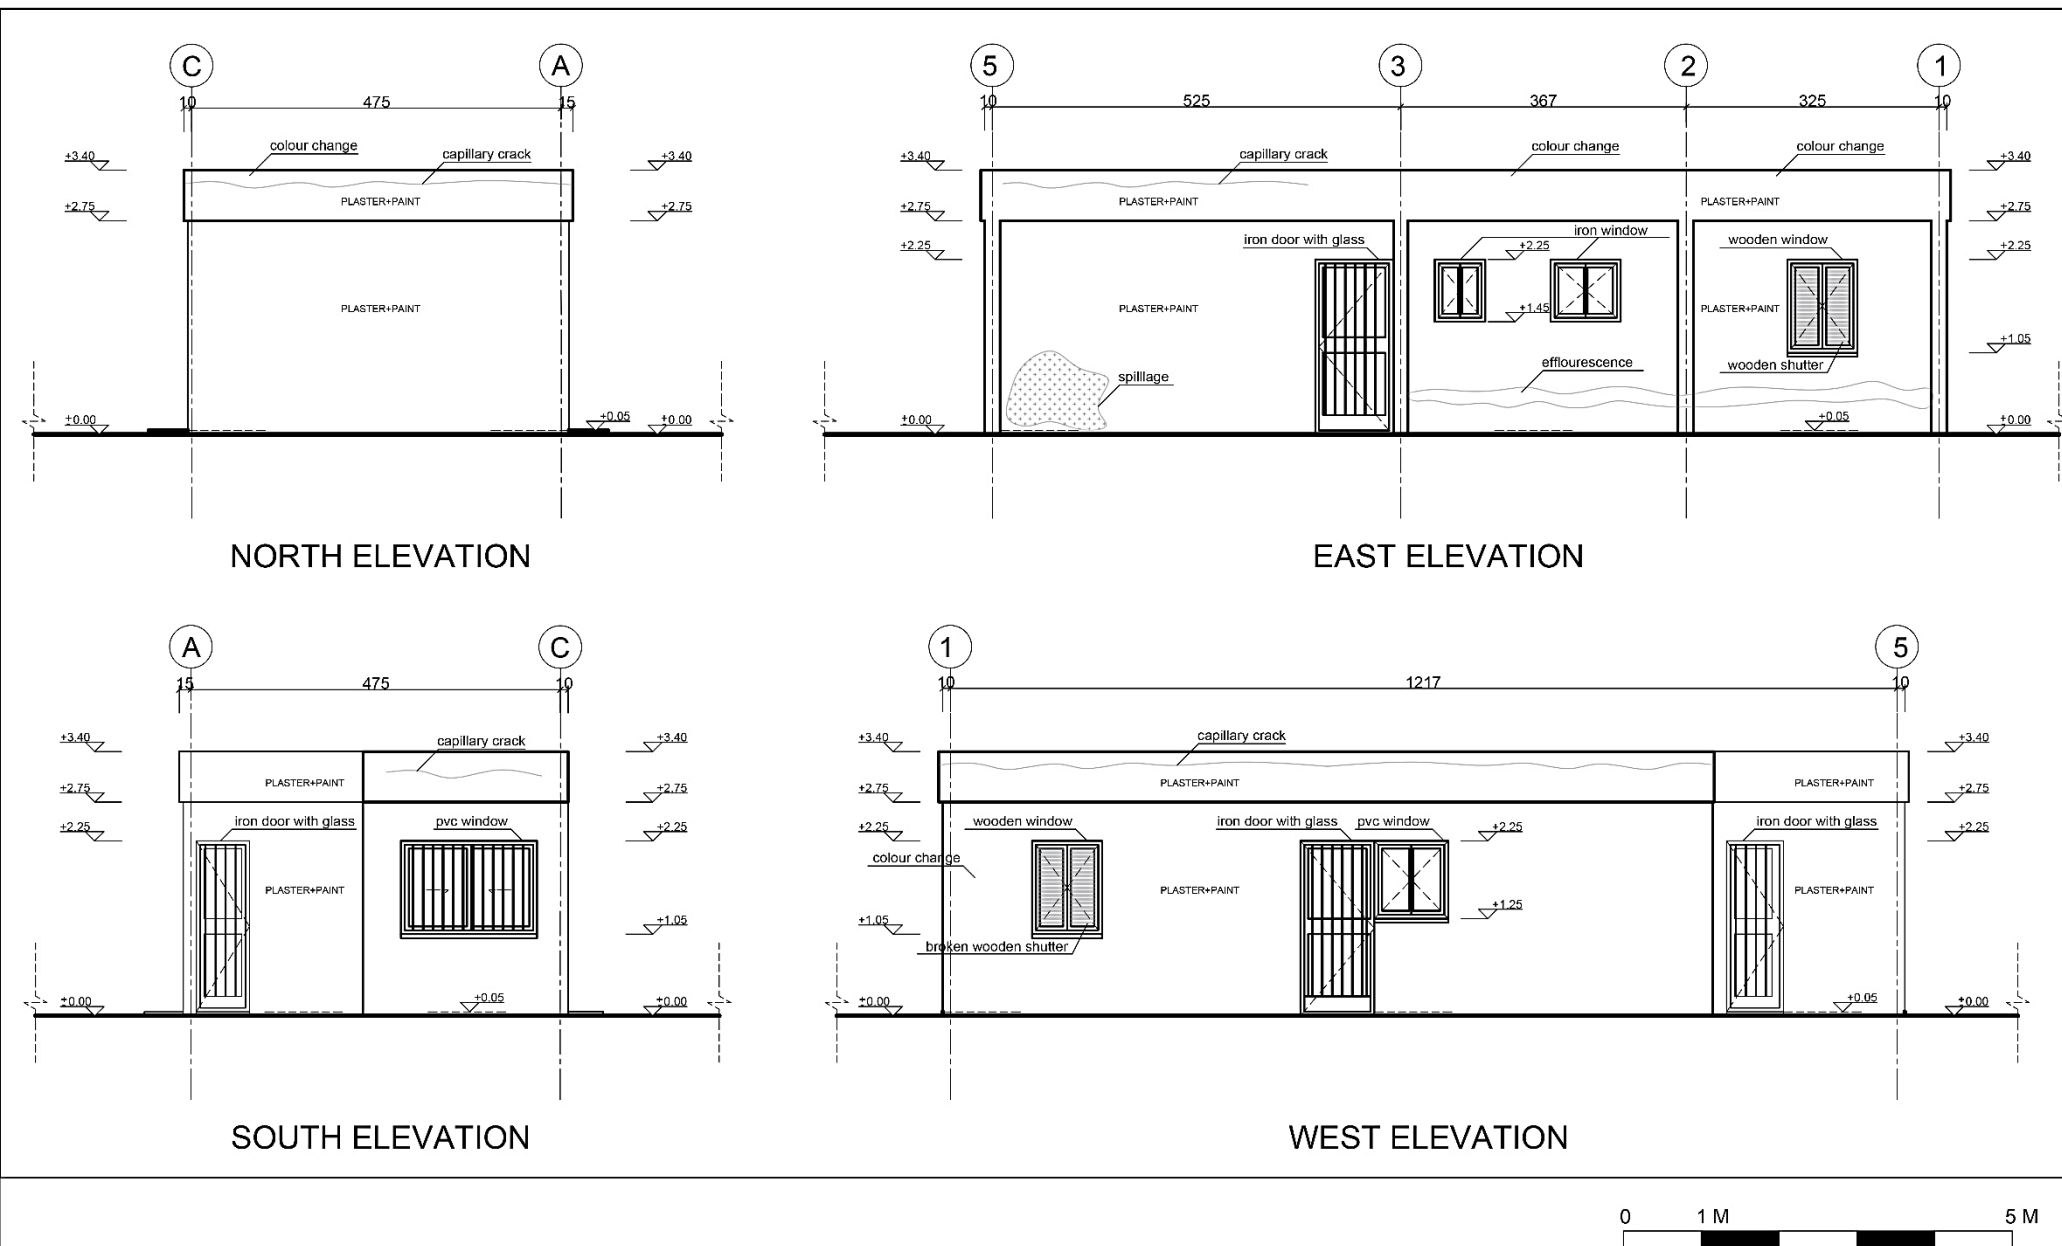 C A
10 475 15
colour change
capillary crack
+3.40 +3.40
PLASTER+PAINT
+2.75 +2.75
PLASTER+PAINT
±0.00 +0.05 ±0.00
NORTH ELEVATION
5 3 2 1
10 525 367 325 10
capillary crack colour change colour change
+3.40 +3.40
PLASTER+PAINT PLASTER+PAINT
+2.75 +2.75
iron door with glass iron window wooden window
+2.25 +2.25 +2.25
PLASTER+PAINT +1.45 PLASTER+PAINT
+1.05
efflourescence wooden shutter
spilllage
±0.00 +0.05 ±0.00
EAST ELEVATION
A C
15 475 10
capillary crack
+3.40 +3.40
PLASTER+PAINT
+2.75 +2.75
iron door with glass pvc window
+2.25 +2.25
PLASTER+PAINT
+1.05
±0.00 +0.05 ±0.00
SOUTH ELEVATION
1 5
10 1217 10
capillary crack
+3.40 +3.40
PLASTER+PAINT PLASTER+PAINT
+2.75 +2.75
wooden window iron door with glass pvc window iron door with glass
+2.25 +2.25 +2.25
colour change
PLASTER+PAINT PLASTER+PAINT
+1.05 +1.25
broken wooden shutter
±0.00 +0.05 ±0.00
WEST ELEVATION
0 1 M 5 M